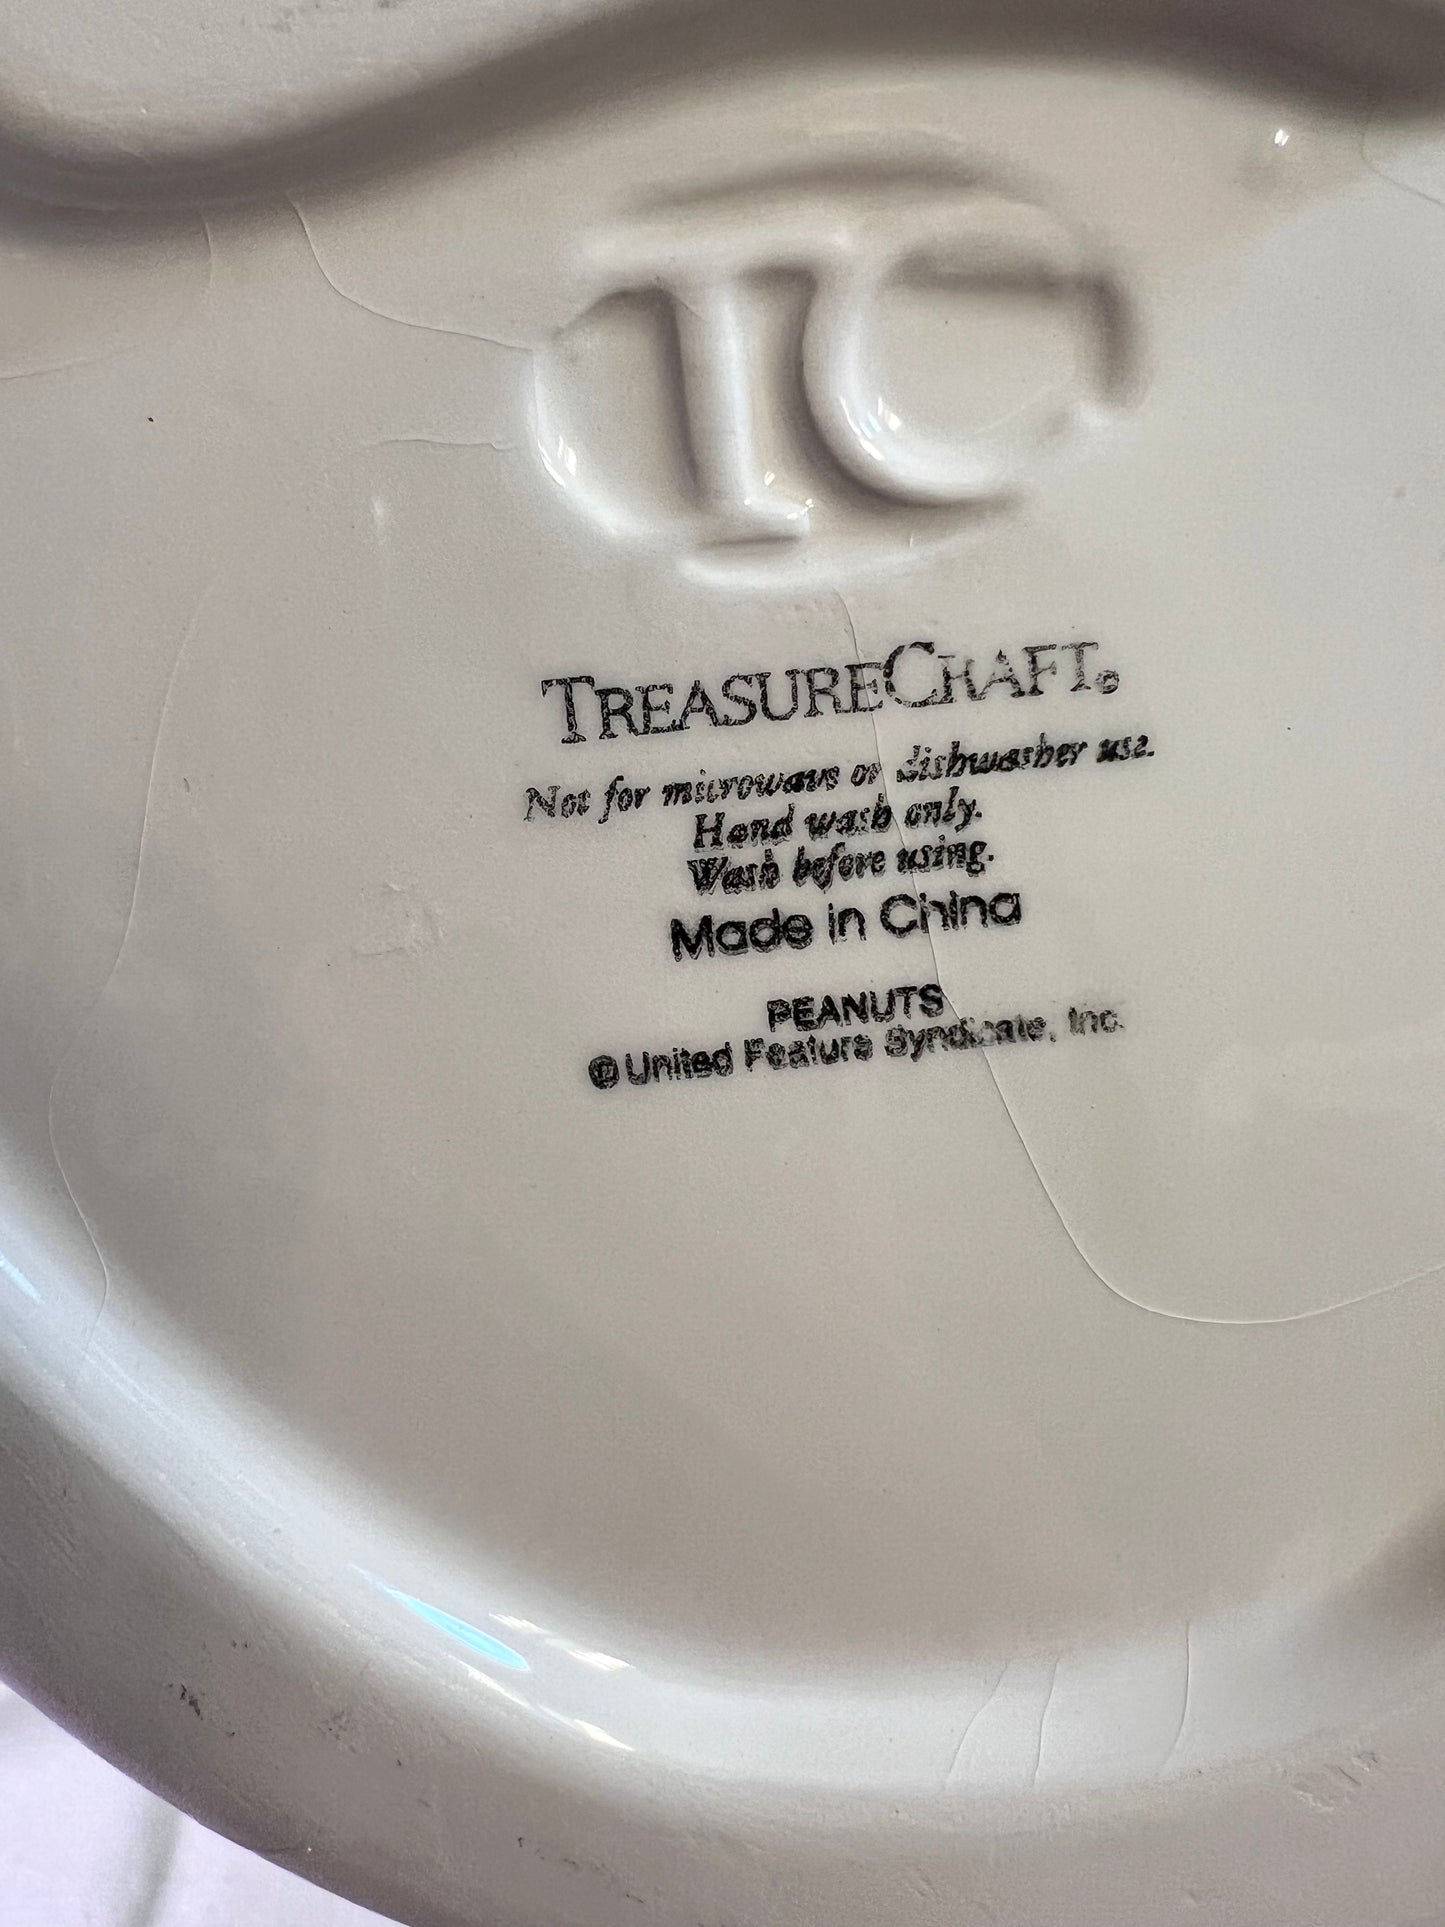 TC
TREASURECRAFT®
Not for microwave or dishwasher use.
Hand wash only.
Wash before using.
Made in China
PEANUTS
© United Feature Syndicate, Inc.